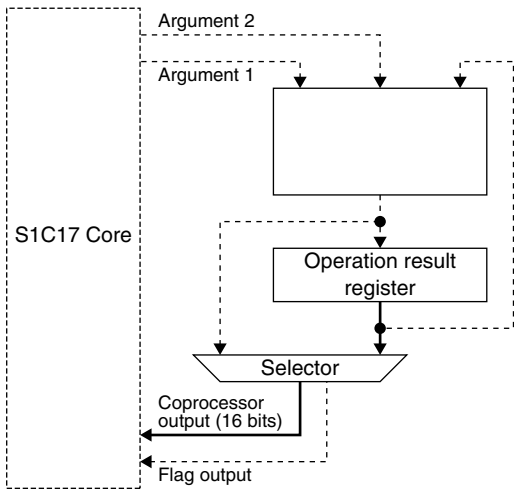 Argument 2
Argument 1
S1C17 Core
Operation result
register
Selector
Coprocessor
output (16 bits)
Flag output